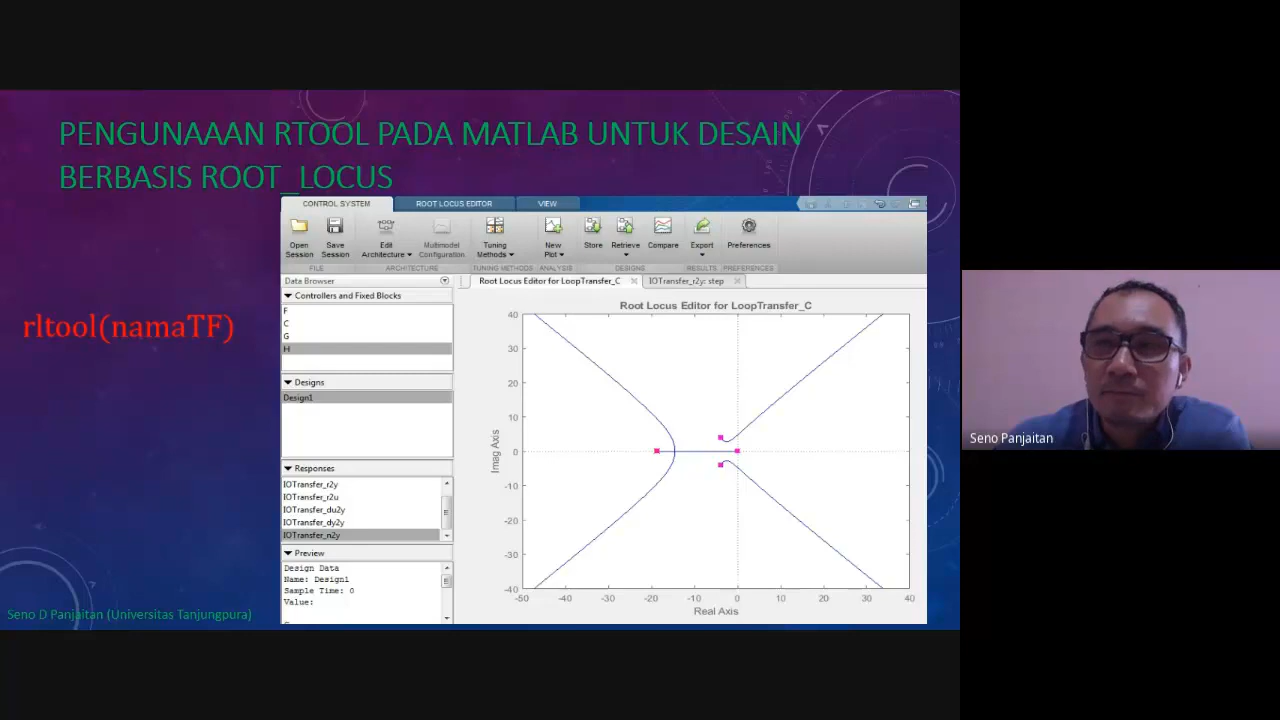 PENGUNAAAN RTOOL PADA MATLAB UNTUK DESAIN
BERBASIS ROOT_LOCUS
rltool(namaTF)
CONTROL SYSTEM
ROOT LOCUS EDITOR
VIEW
Open Session
Save Session
Edit Architecture
Multimodel Configuration
Tuning Methods
New Plot
Store
Retrieve
Compare
Export
Preferences
FILE
ARCHITECTURE
TUNING METHODS
ANALYSIS
DESIGNS
RESULTS
PREFERENCES
Data Browser
Root Locus Editor for LoopTransfer_C
IOTransfer_r2y: step
Controllers and Fixed Blocks
F
C
G
H
Designs
Design1
Responses
IOTransfer_r2y
IOTransfer_r2u
IOTransfer_du2y
IOTransfer_dy2y
IOTransfer_n2y
Preview
Design Data
Name: Design1
Sample Time: 0
Value:
Root Locus Editor for LoopTransfer_C
40
30
20
10
0
-10
-20
-30
-40
Imag Axis
-50 -40 -30 -20 -10 0 10 20 30 40
Real Axis
Seno D Panjaitan (Universitas Tanjungpura)
Seno Panjaitan